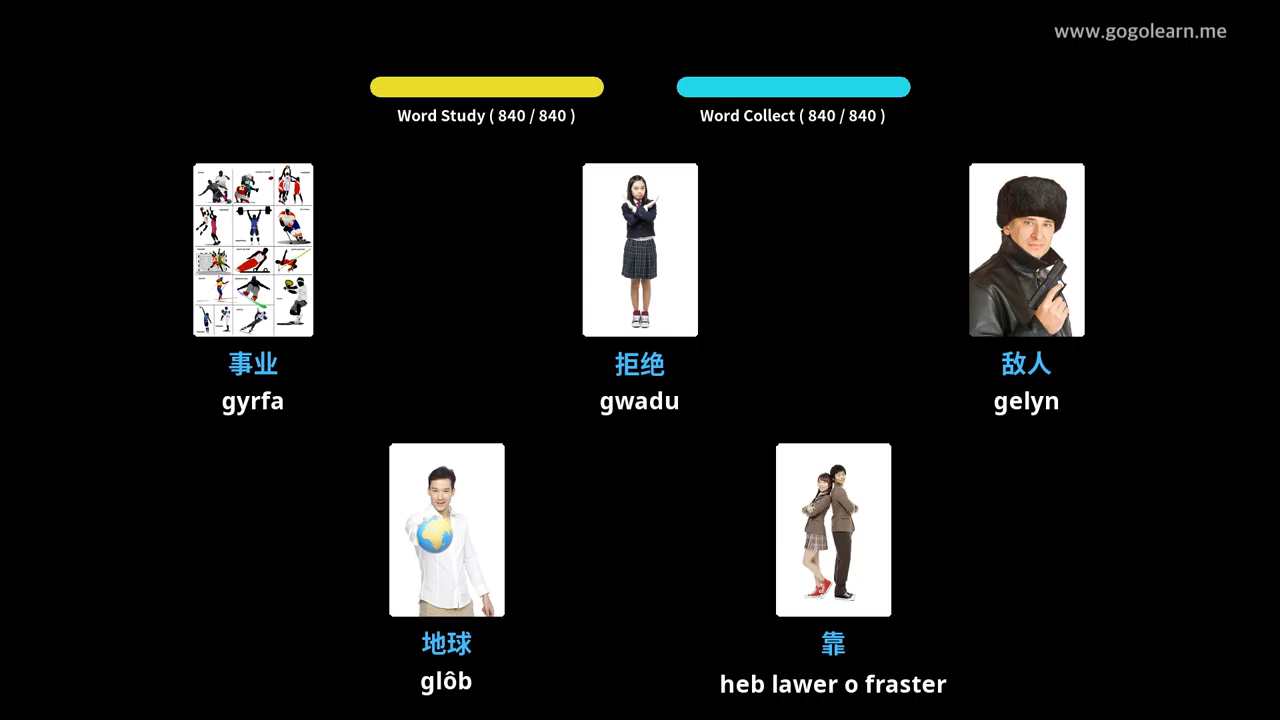 www.gogolearn.me
Word Study ( 840 / 840 )
Word Collect ( 840 / 840 )
事业
gyrfa
拒绝
gwadu
敌人
gelyn
地球
glôb
靠
heb lawer o fraster